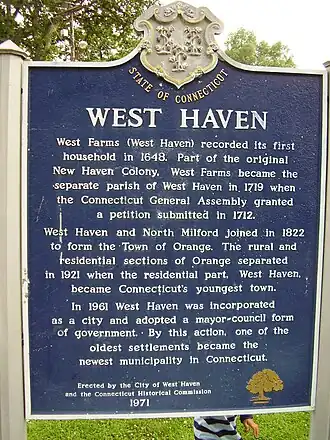 STATE OF CONNECTICUT
WEST HAVEN
West Farms (West Haven) recorded its first
household in 1648. Part of the original
New Haven Colony, West Farms became the
separate parish of West Haven in 1719 when
the Connecticut General Assembly granted
a petition submitted in 1712.
West Haven and North Milford joined in 1822
to form the Town of Orange. The rural and
residential sections of Orange separated
in 1921 when the residential part, West Haven,
became Connecticut's youngest town.
In 1961 West Haven was incorporated
as a city and adopted a mayor-council form
of government. By this action, one of the
oldest settlements became the
newest municipality in Connecticut.
Erected by the City of West Haven
and the Connecticut Historical Commission
1971